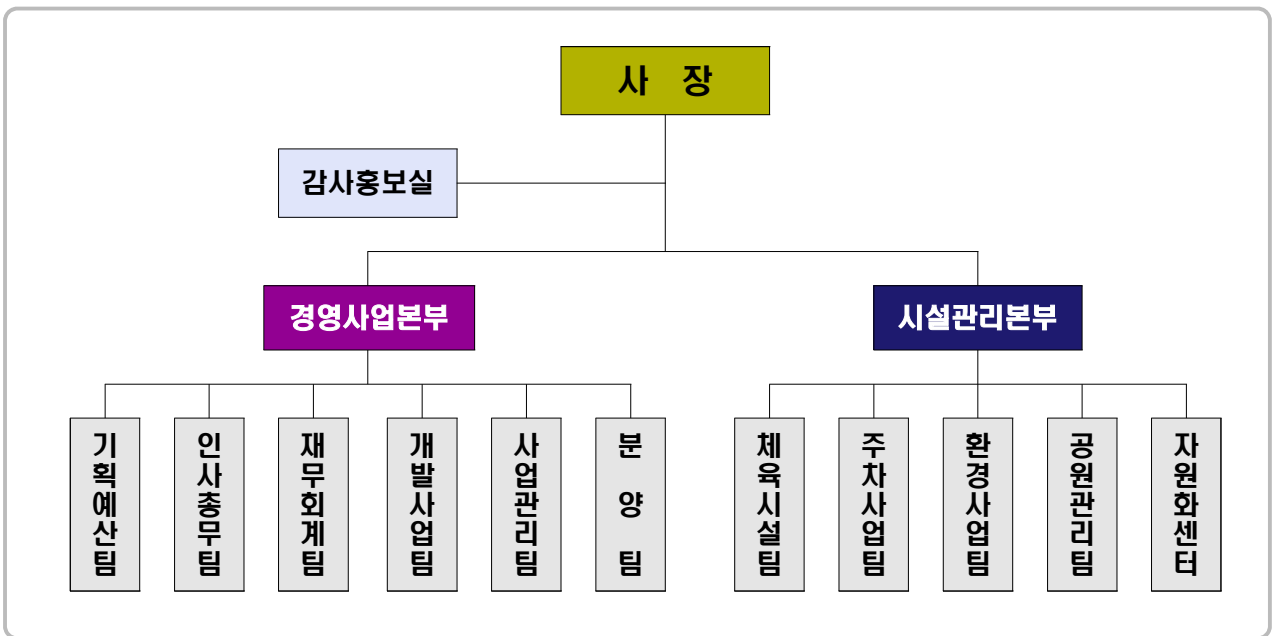 사 장
감사홍보실
경영사업본부
시설관리본부
기획예산팀
인사총무팀
재무회계팀
개발사업팀
사업관리팀
분 양 팀
체육시설팀
주차사업팀
환경사업팀
공원관리팀
자원화센터